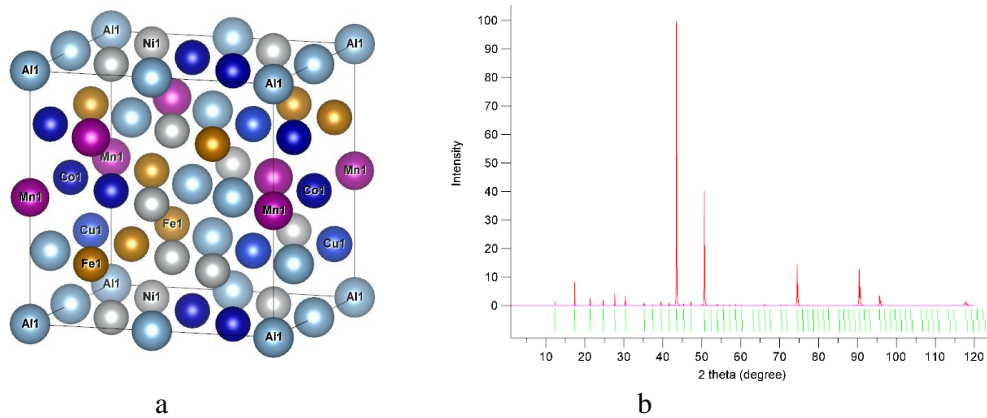 Al1
Ni1
Al1
Al1
Al1
Mn1
Mn1
Co1
Co1
Mn1
Mn1
Cu1
Fe1
Cu1
Fe1
Al1
Ni1
Al1
Al1
Al1
a
100
90
80
70
60
50
40
30
20
10
0
Intensity
10 20 30 40 50 60 70 80 90 100 110 120
2 theta (degree)
b